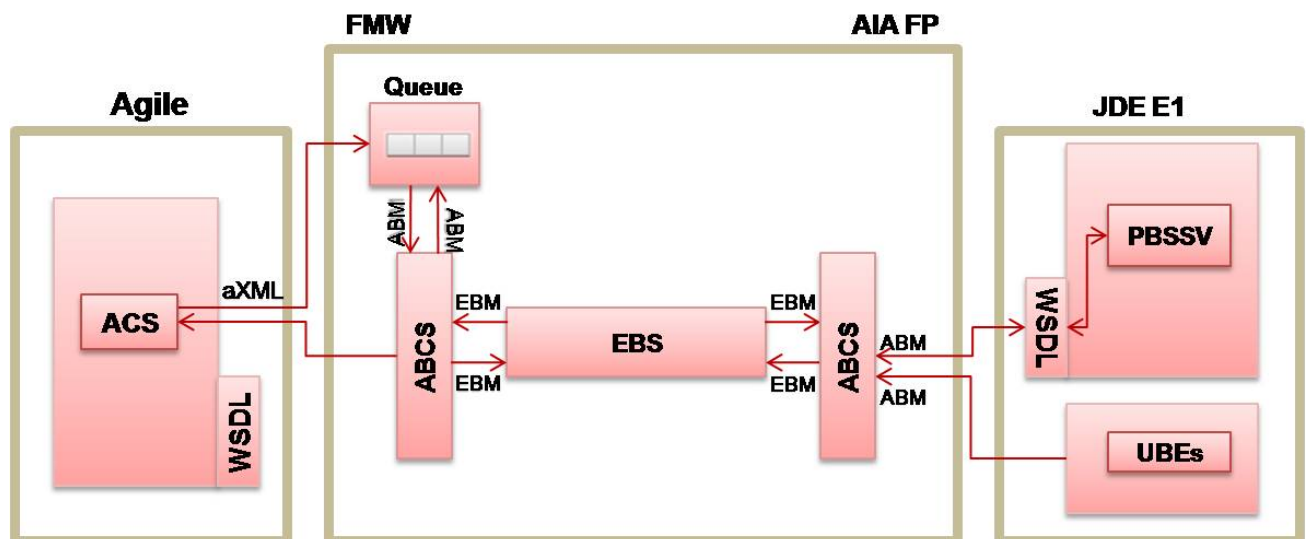 FMW
AIA FP
Agile
Queue
JDE E1
ABM
ABM
PBSSV
aXML
ACS
EBM
EBM
WSDL
ABCS
EBS
ABCS
ABM
EBM
EBM
ABM
WSDL
UBEs